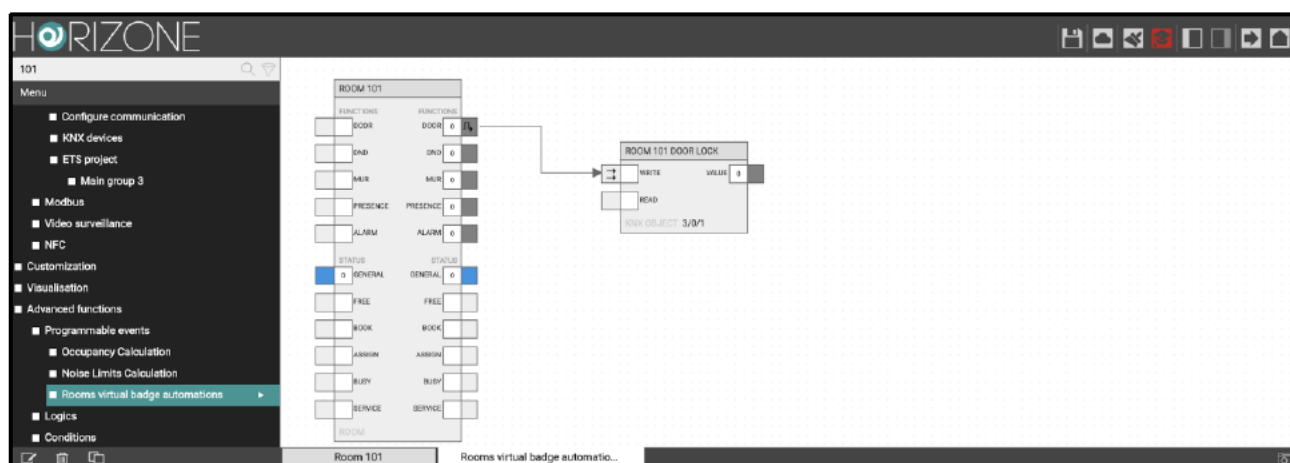 HORIZONE
101
Menu
Configure communication
KNX devices
ETS project
Main group 3
Modbus
Video surveillance
NFC
Customization
Visualisation
Advanced functions
Programmable events
Occupancy Calculation
Noise Limits Calculation
Rooms virtual badge automations
Logics
Conditions
ROOM 101
FUNCTIONS FUNCTIONS
DOOR DOOR 0
DND DND 0
MUR MUR 0
PRESENCE PRESENCE 0
ALARM ALARM 0
STATUS STATUS
0 GENERAL GENERAL 0
FREE FREE
BOOK BOOK
ASSIGN ASSIGN
BUSY BUSY
SERVICE SERVICE
ROOM
ROOM 101 DOOR LOCK
WRITE VALUE 0
READ
KNX OBJECT 3/0/1
Room 101 Rooms virtual badge automatio...